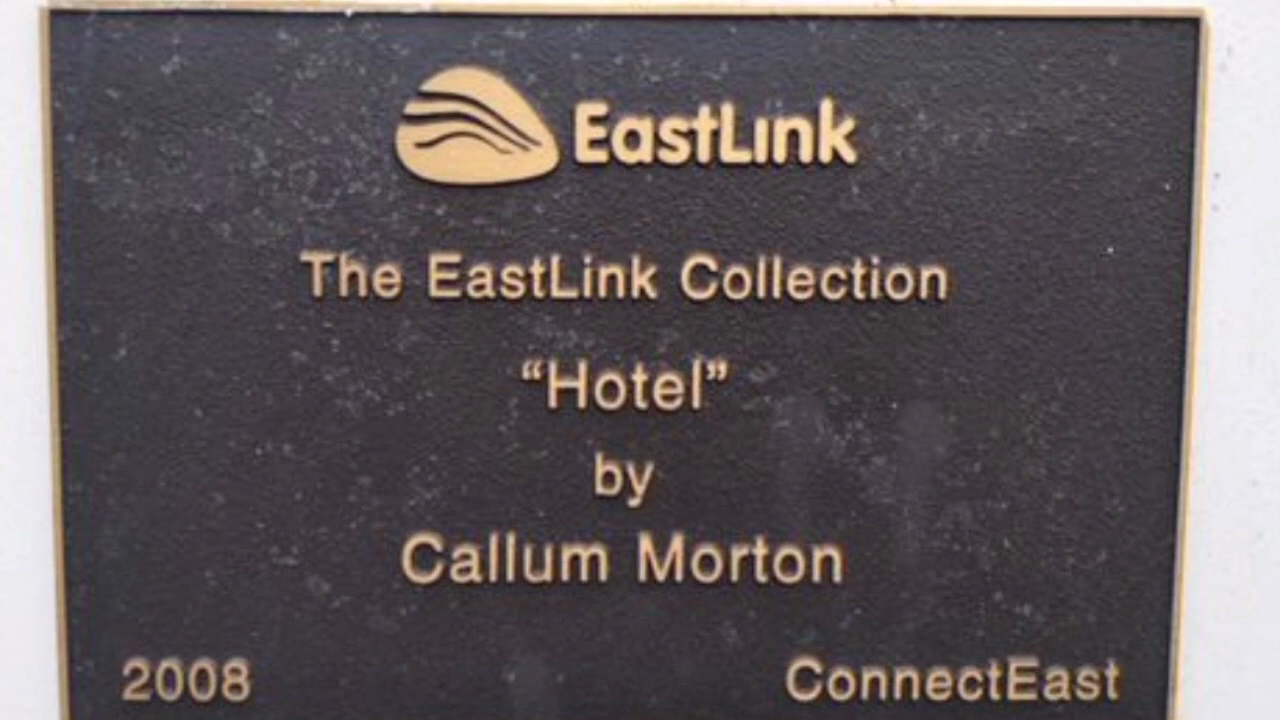 EastLink
The EastLink Collection
“Hotel”
by
Callum Morton
2008 ConnectEast